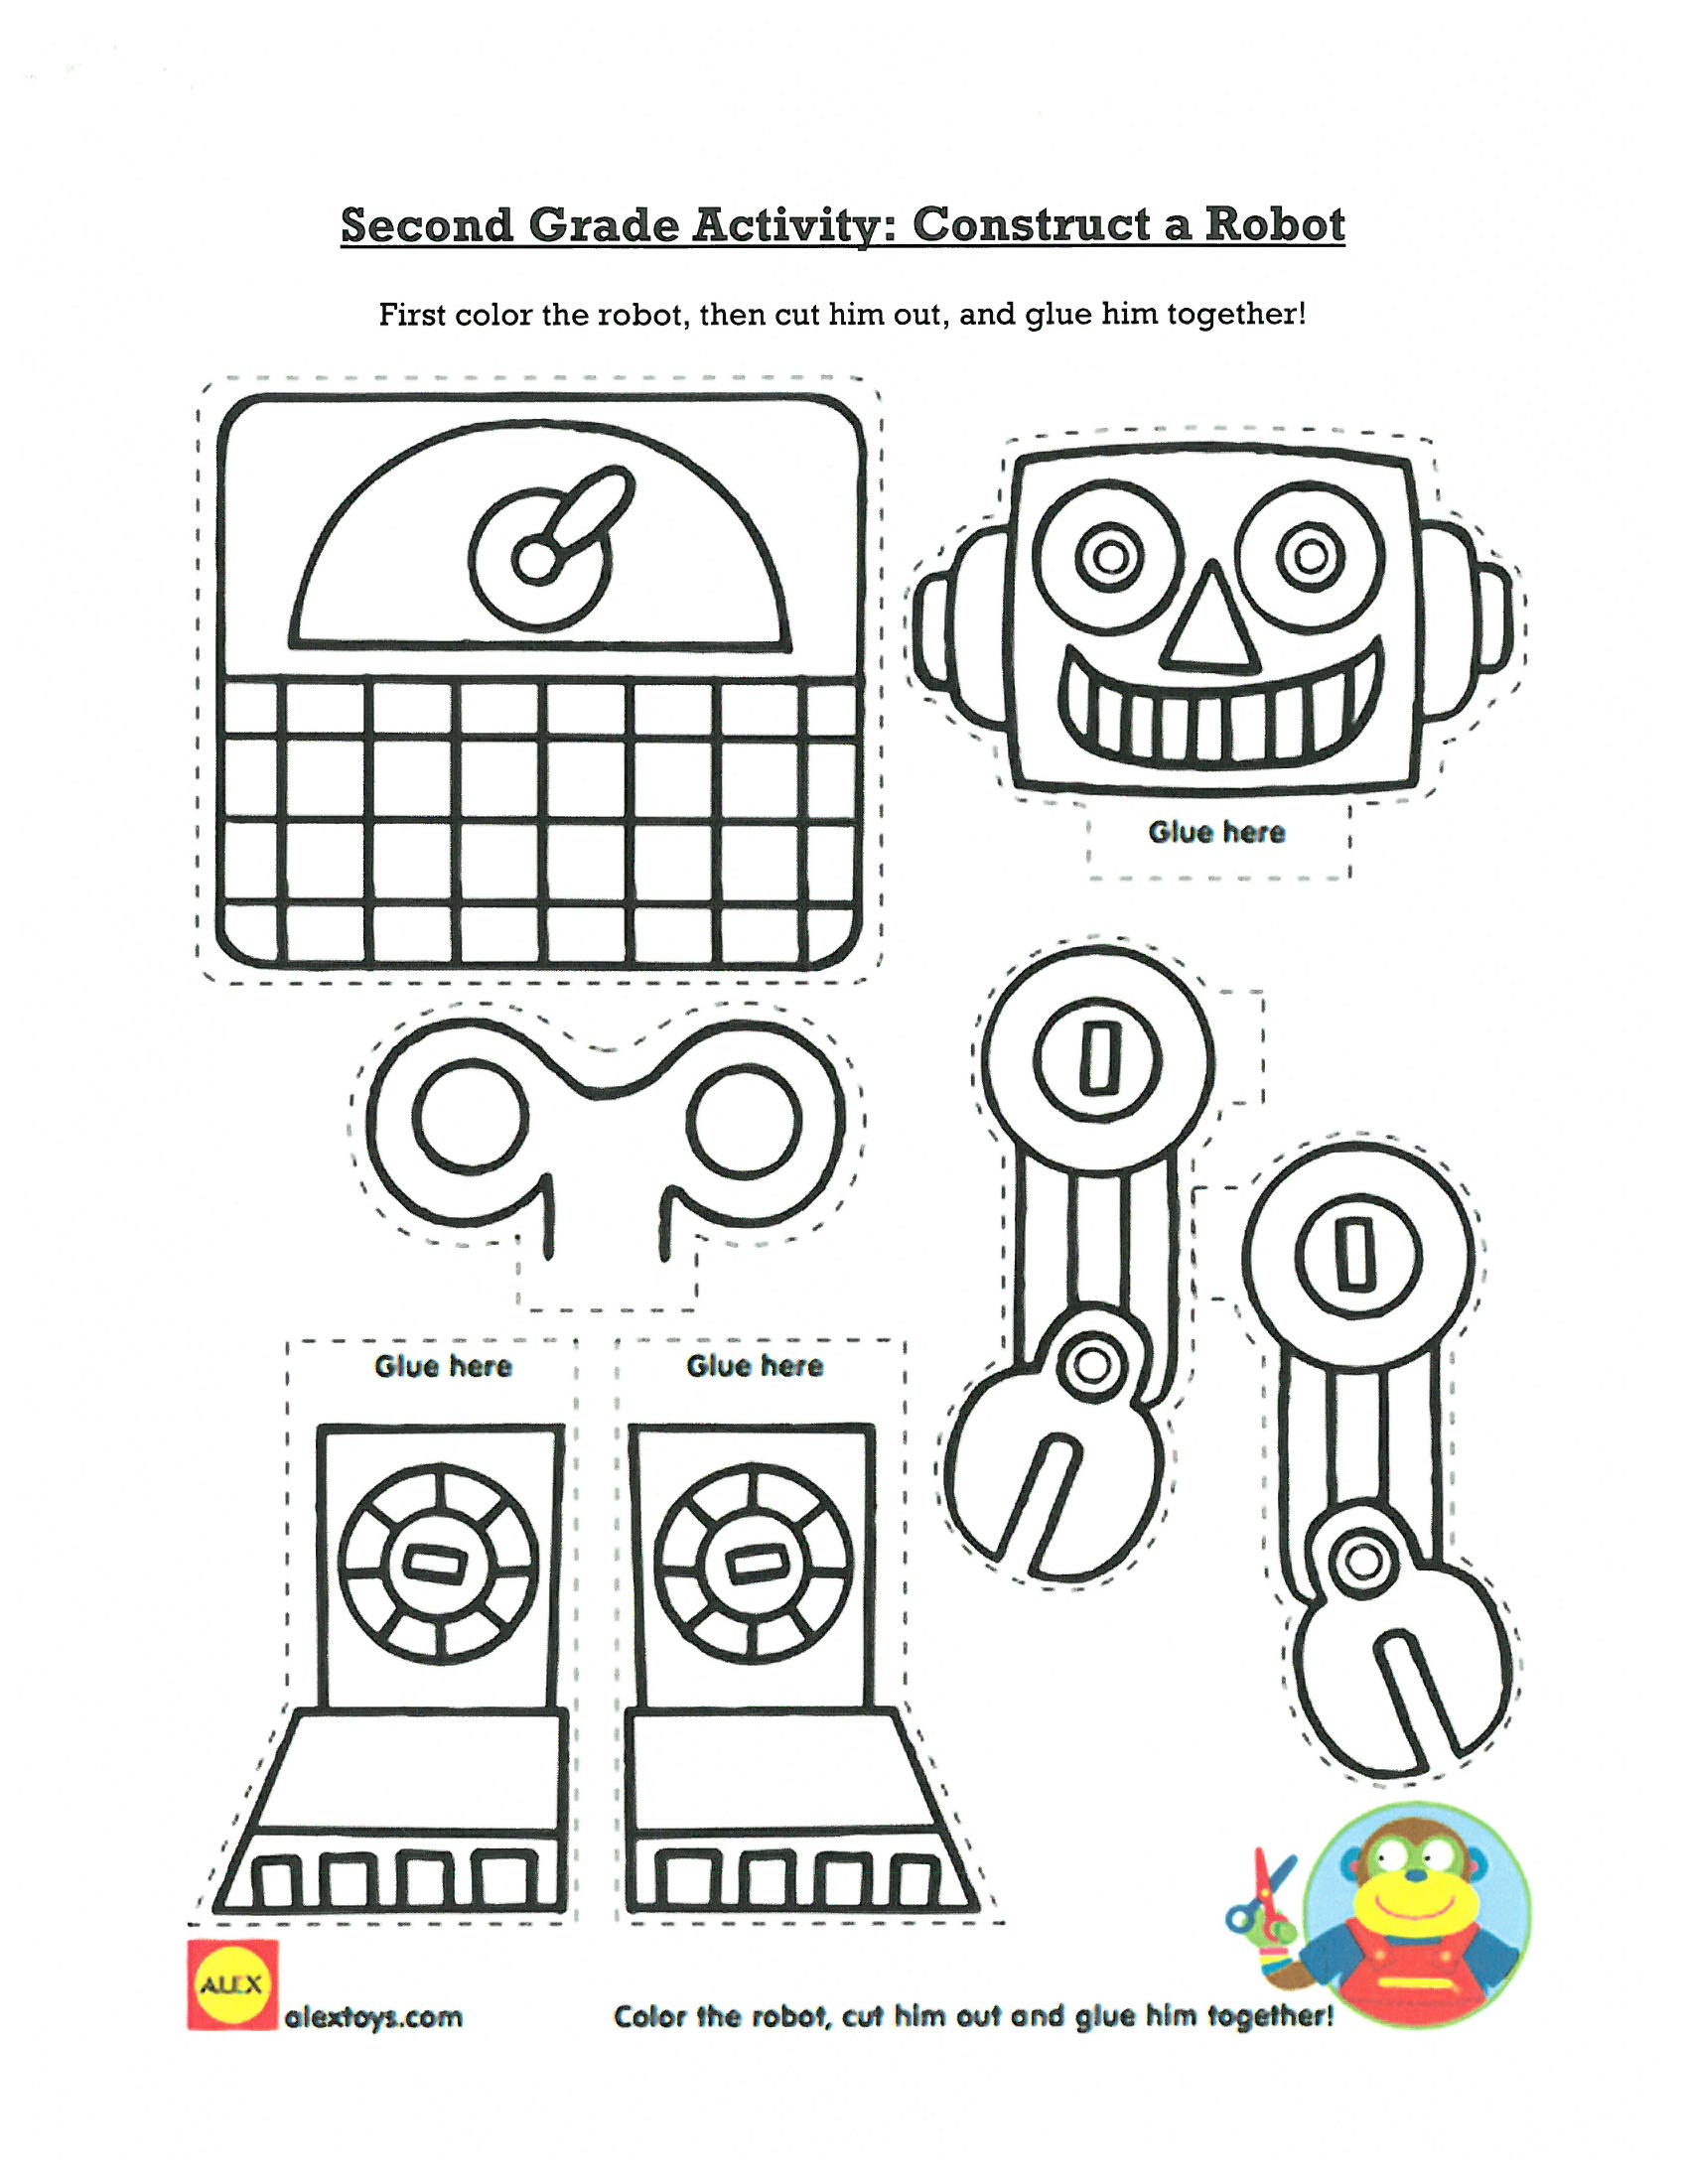 Second Grade Activity: Construct a Robot
First color the robot, then cut him out, and glue him together!
Glue here
Glue here
Glue here
ALEX
alextoys.com
Color the robot, cut him out and glue him together!